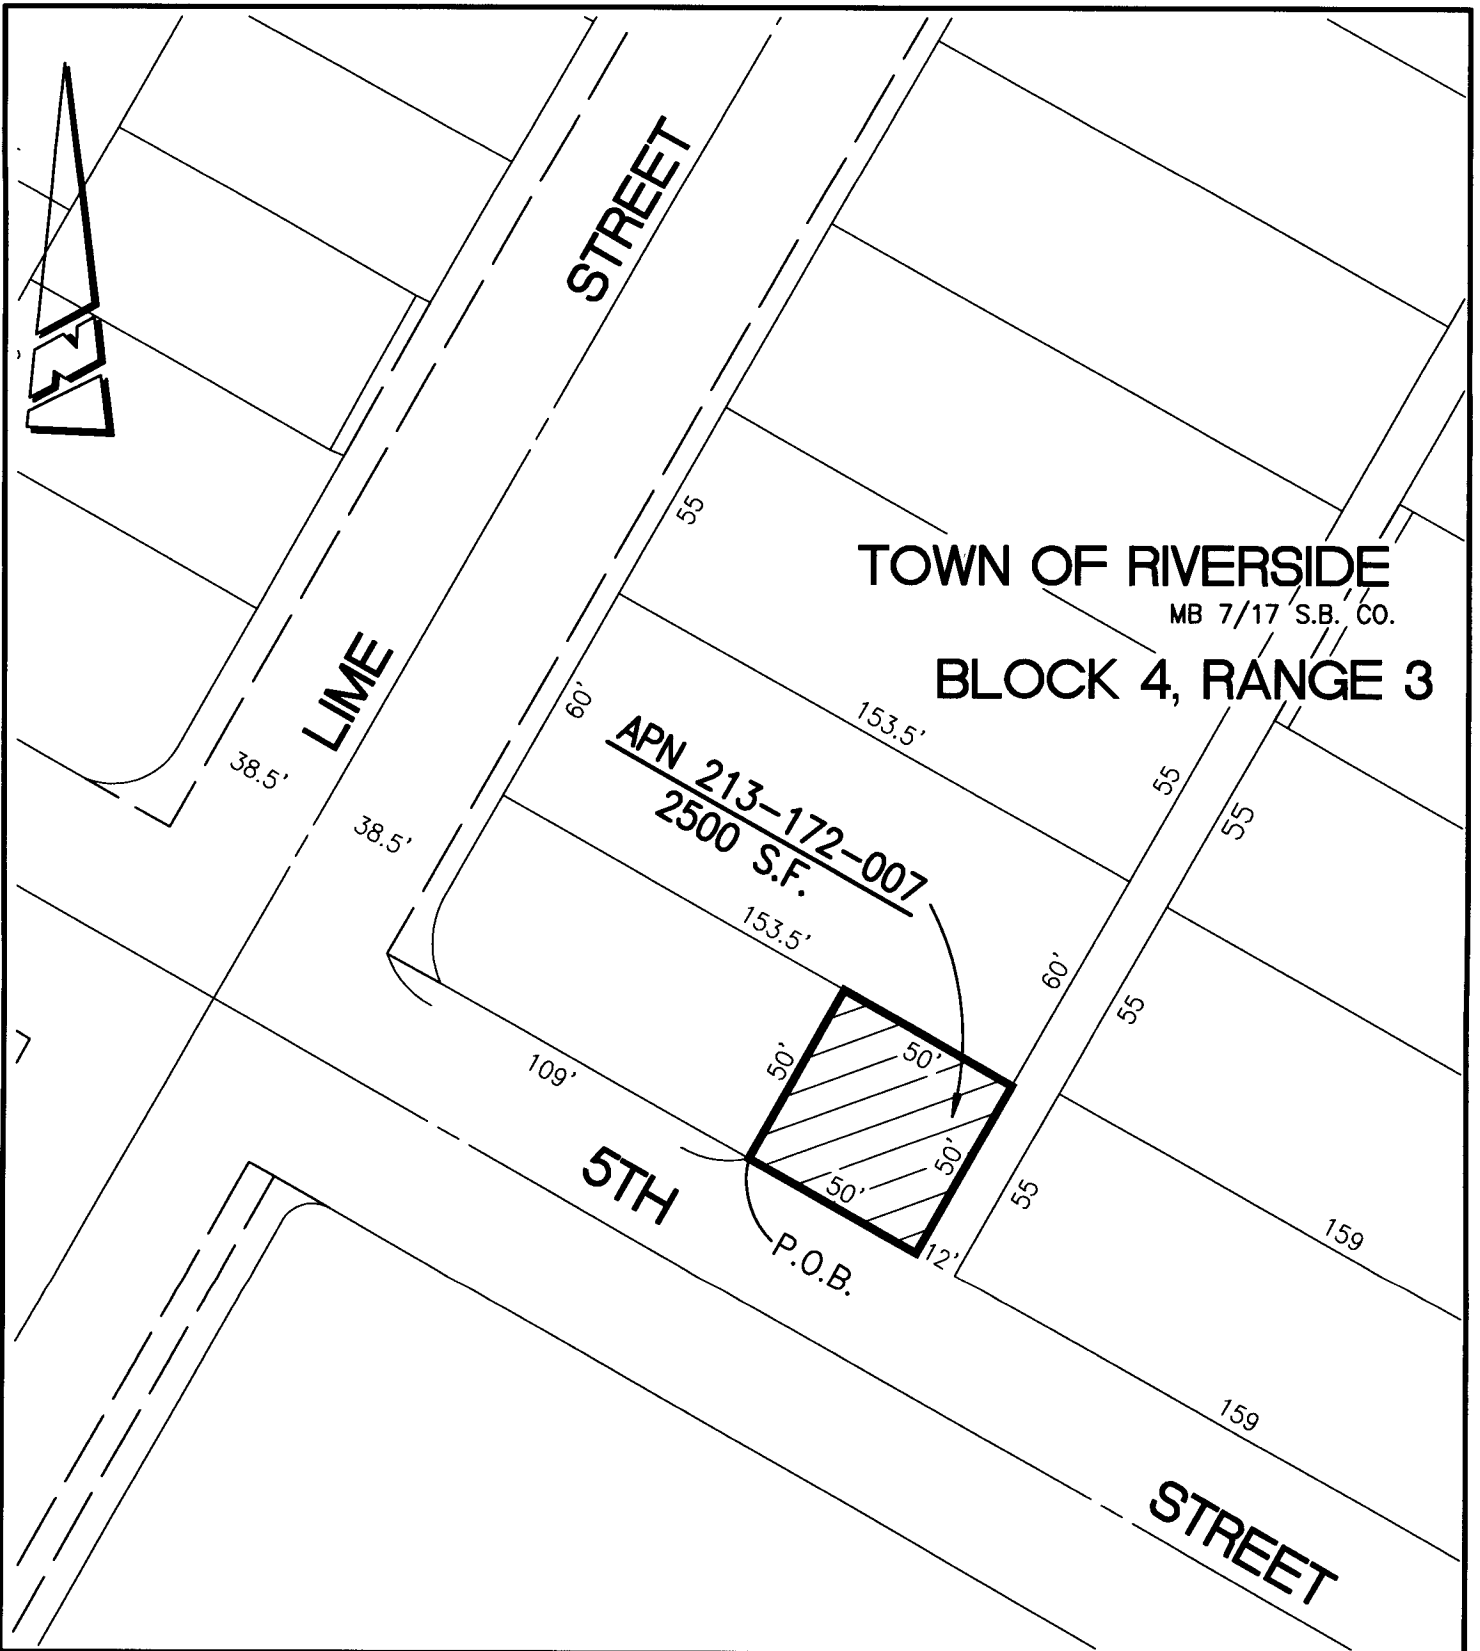 STREET
LIME
55
TOWN OF RIVERSIDE
MB 7/17 S.B. CO.
BLOCK 4, RANGE 3
60'
153.5'
APN 213-172-007
2500 S.F.
38.5'
38.5'
55
55
153.5'
60'
55
109'
50'
50'
50'
50'
5TH
P.O.B.
12'
55
159
159
STREET